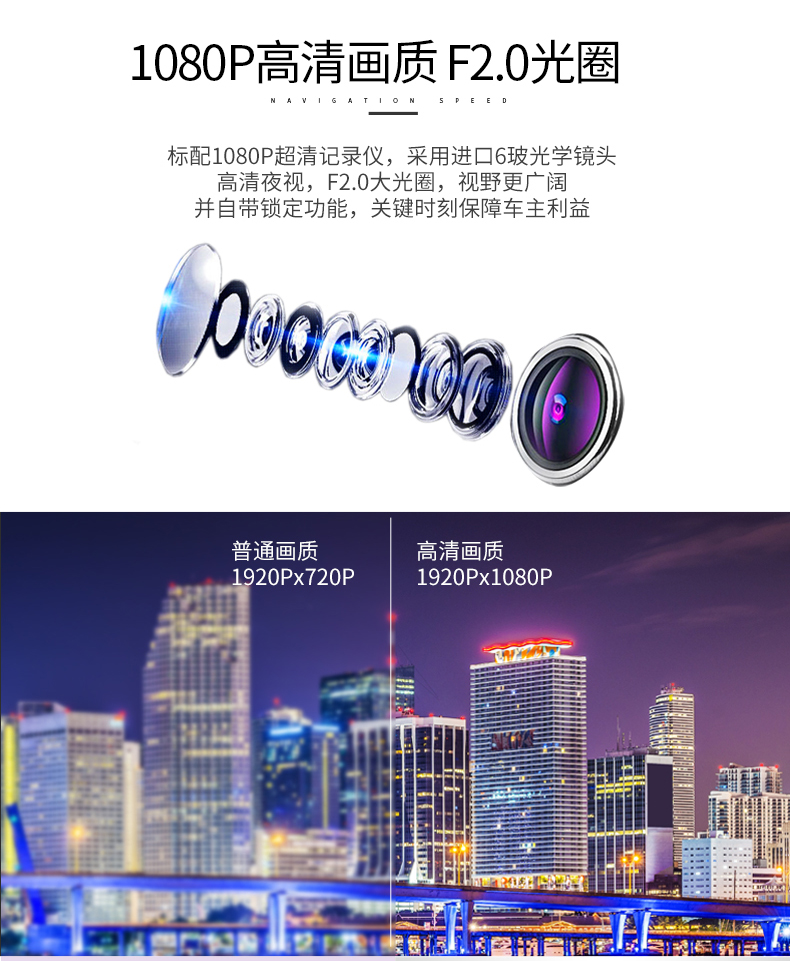 1080P高清画质 F2.0光圈
NAVIGATION SPEED
标配1080P超清记录仪，采用进口6玻光学镜头
高清夜视，F2.0大光圈，视野更广阔
并自带锁定功能，关键时刻保障车主利益
普通画质
1920Px720P
高清画质
1920Px1080P